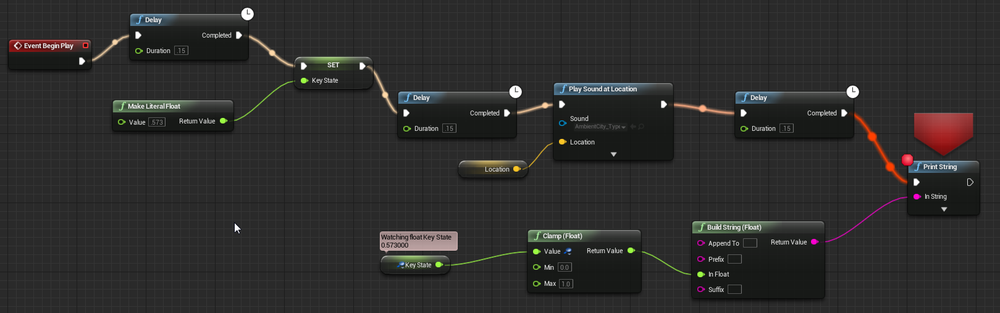 Event Begin Play
f Delay
Completed
Duration .15
f Make Literal Float
Value .573 Return Value
SET
Key State
f Delay
Completed
Duration .15
f Play Sound at Location
Sound
AmbientCity_Type
Location
Location
f Delay
Completed
Duration .15
f Print String
In String
Watching float Key State
0.573000
Key State
f Clamp (Float)
Value Return Value
Min 0.0
Max 1.0
f Build String (Float)
Append To Return Value
Prefix
In Float
Suffix